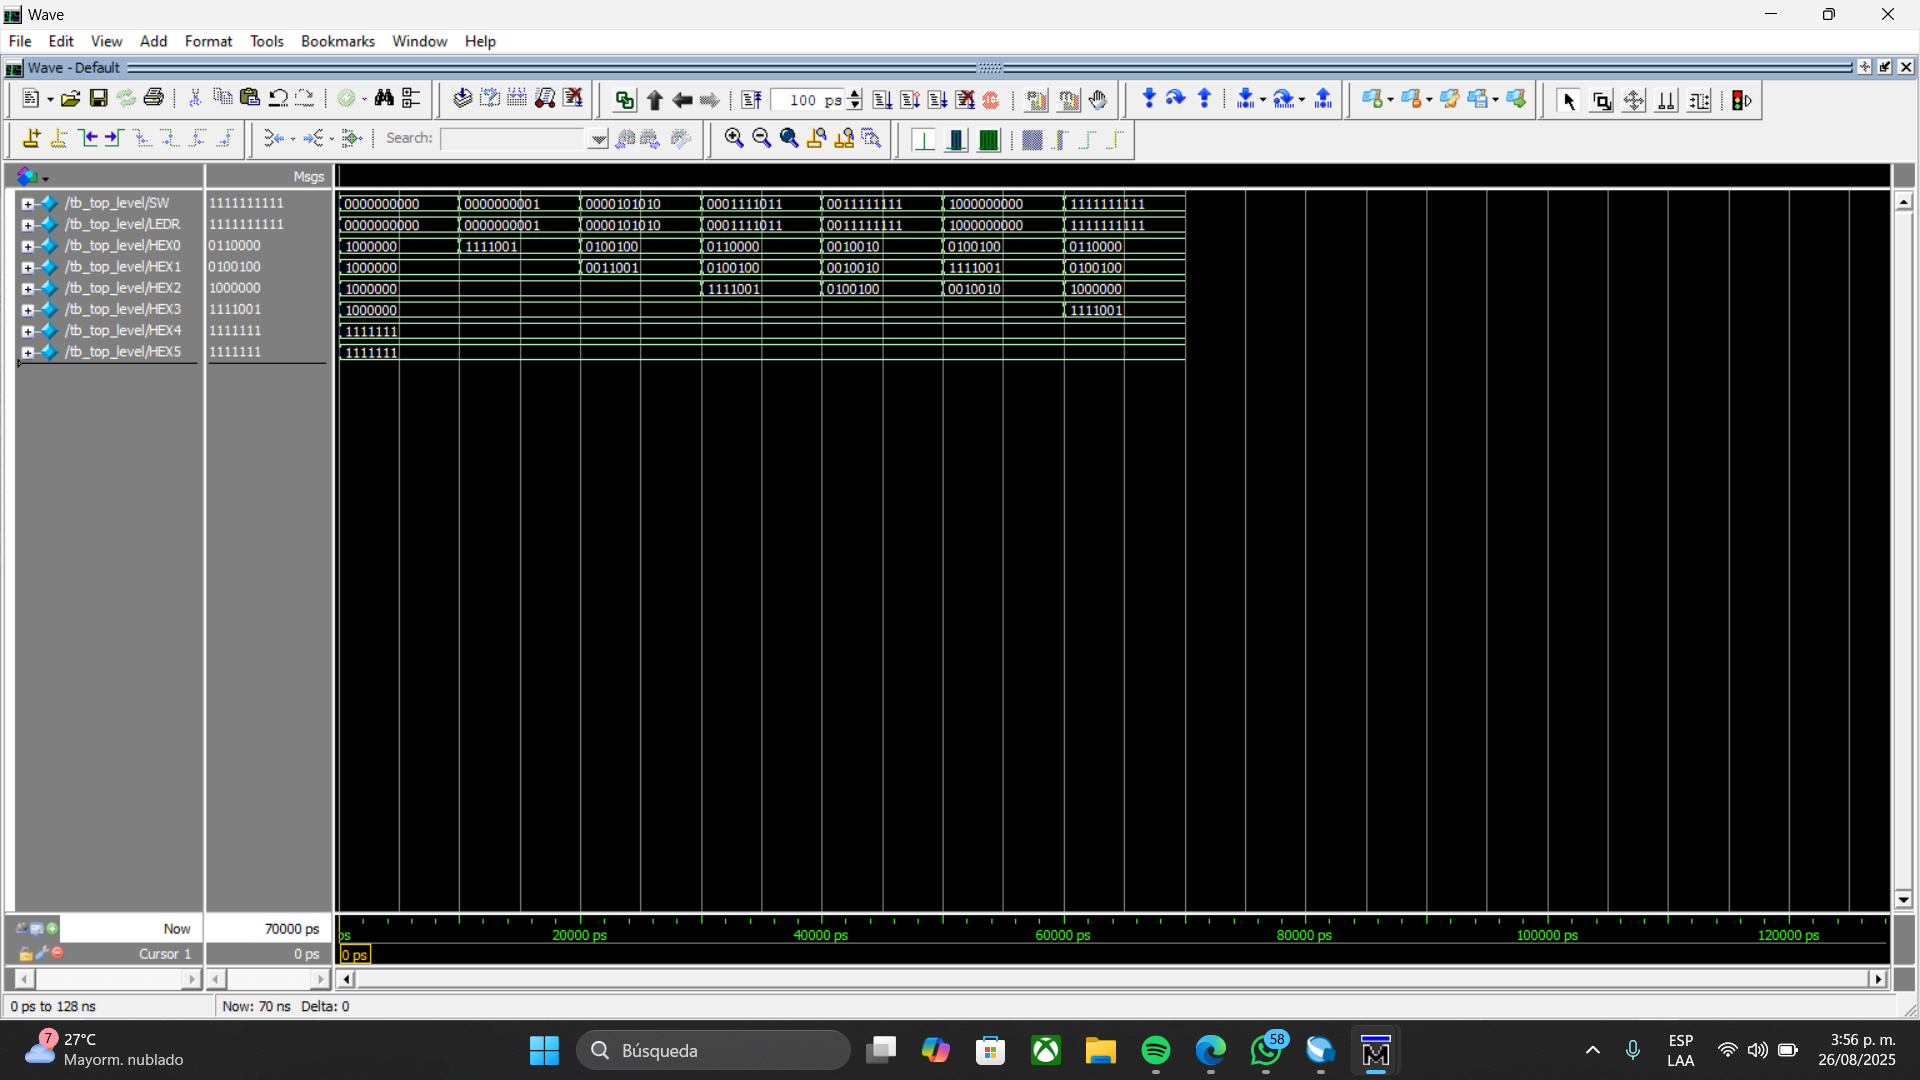 Wave
File Edit View Add Format Tools Bookmarks Window Help
Wave - Default
100 ps
Search:
Msgs
/tb_top_level/SW 1111111111 0000000000 0000000001 0000101010 0001111011 0011111111 1000000000 1111111111
/tb_top_level/LEDR 1111111111 0000000000 0000000001 0000101010 0001111011 0011111111 1000000000 1111111111
/tb_top_level/HEX0 0110000 1000000 1111001 0100100 0110000 0010010 0100100 0110000
/tb_top_level/HEX1 0100100 1000000 0011001 0100100 0010010 1111001 0100100
/tb_top_level/HEX2 1000000 1000000 1111001 0100100 0010010 1000000
/tb_top_level/HEX3 1111001 1000000 1111001
/tb_top_level/HEX4 1111111 1111111
/tb_top_level/HEX5 1111111 1111111
Now 70000 ps ps 20000 ps 40000 ps 60000 ps 80000 ps 100000 ps 120000 ps
Cursor 1 0 ps 0 ps
0 ps to 128 ns Now: 70 ns Delta: 0
7 27°C
Mayorm. nublado
Búsqueda
58
ESP
LAA
3:56 p. m.
26/08/2025